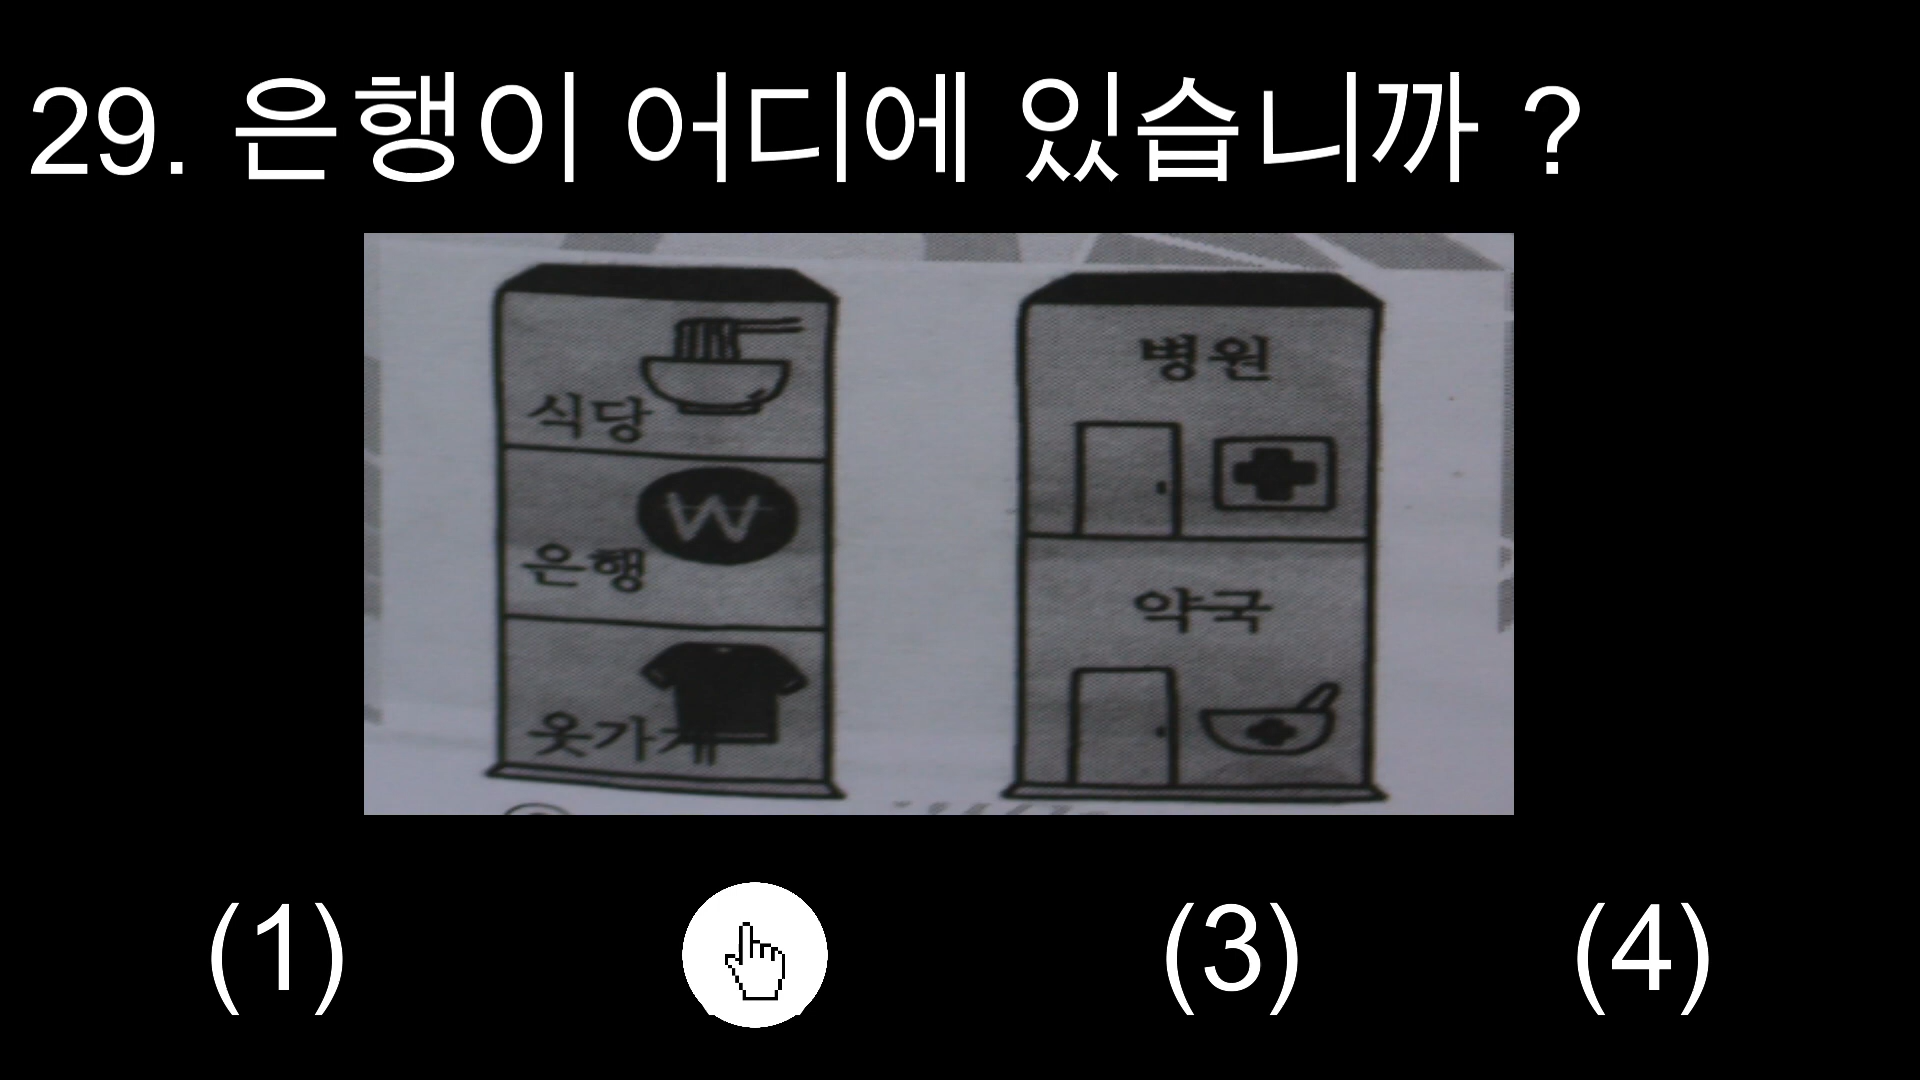 29. 은행이 어디에 있습니까 ?
식당
병원
₩
은행
약국
옷가게
(1) (3) (4)